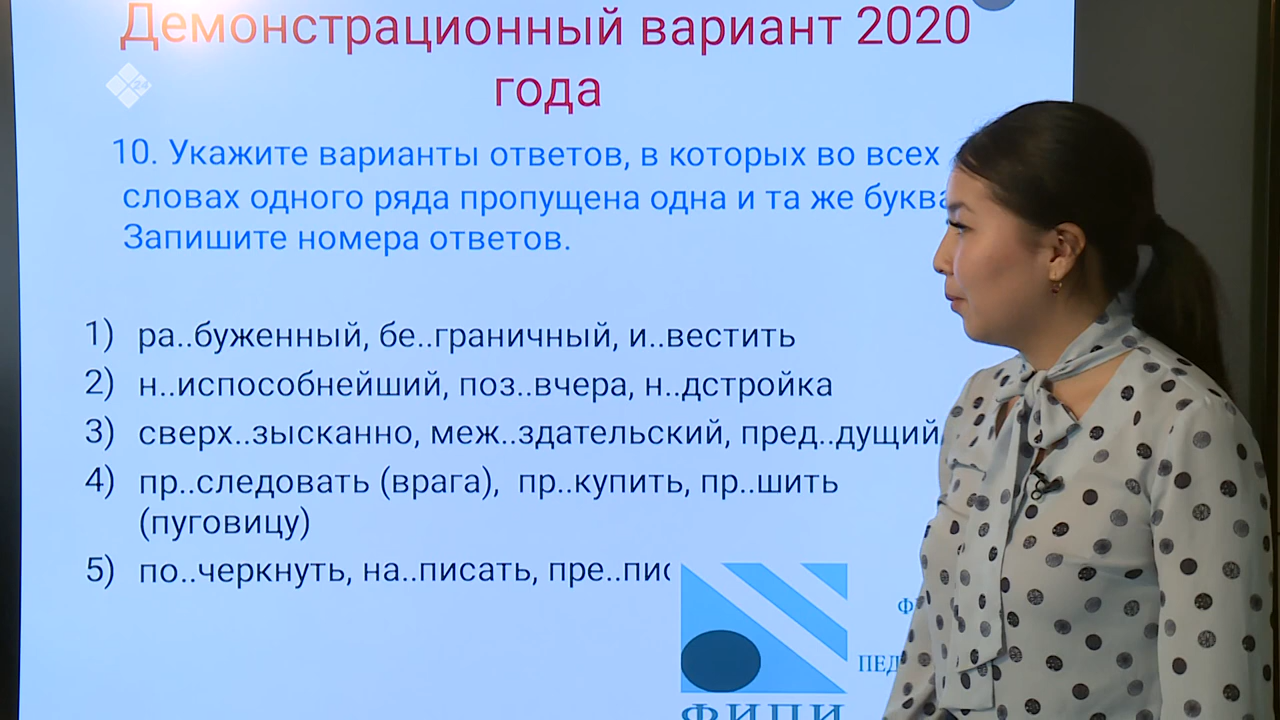 Демонстрационный вариант 2020
года
24
10. Укажите варианты ответов, в которых во всех
словах одного ряда пропущена одна и та же
Запишите номера ответов.
1) ра..буженный, бе..граничный, и..вестить
2) н..испособнейший, поз..вчера, н..дстройка
3) сверх..зысканно, меж..здательский, пред..дущий
4) пр..следовать (врага), пр..купить, пр..шить
(пуговицу)
5) по..черкнуть, на..писать,
ФИПИ